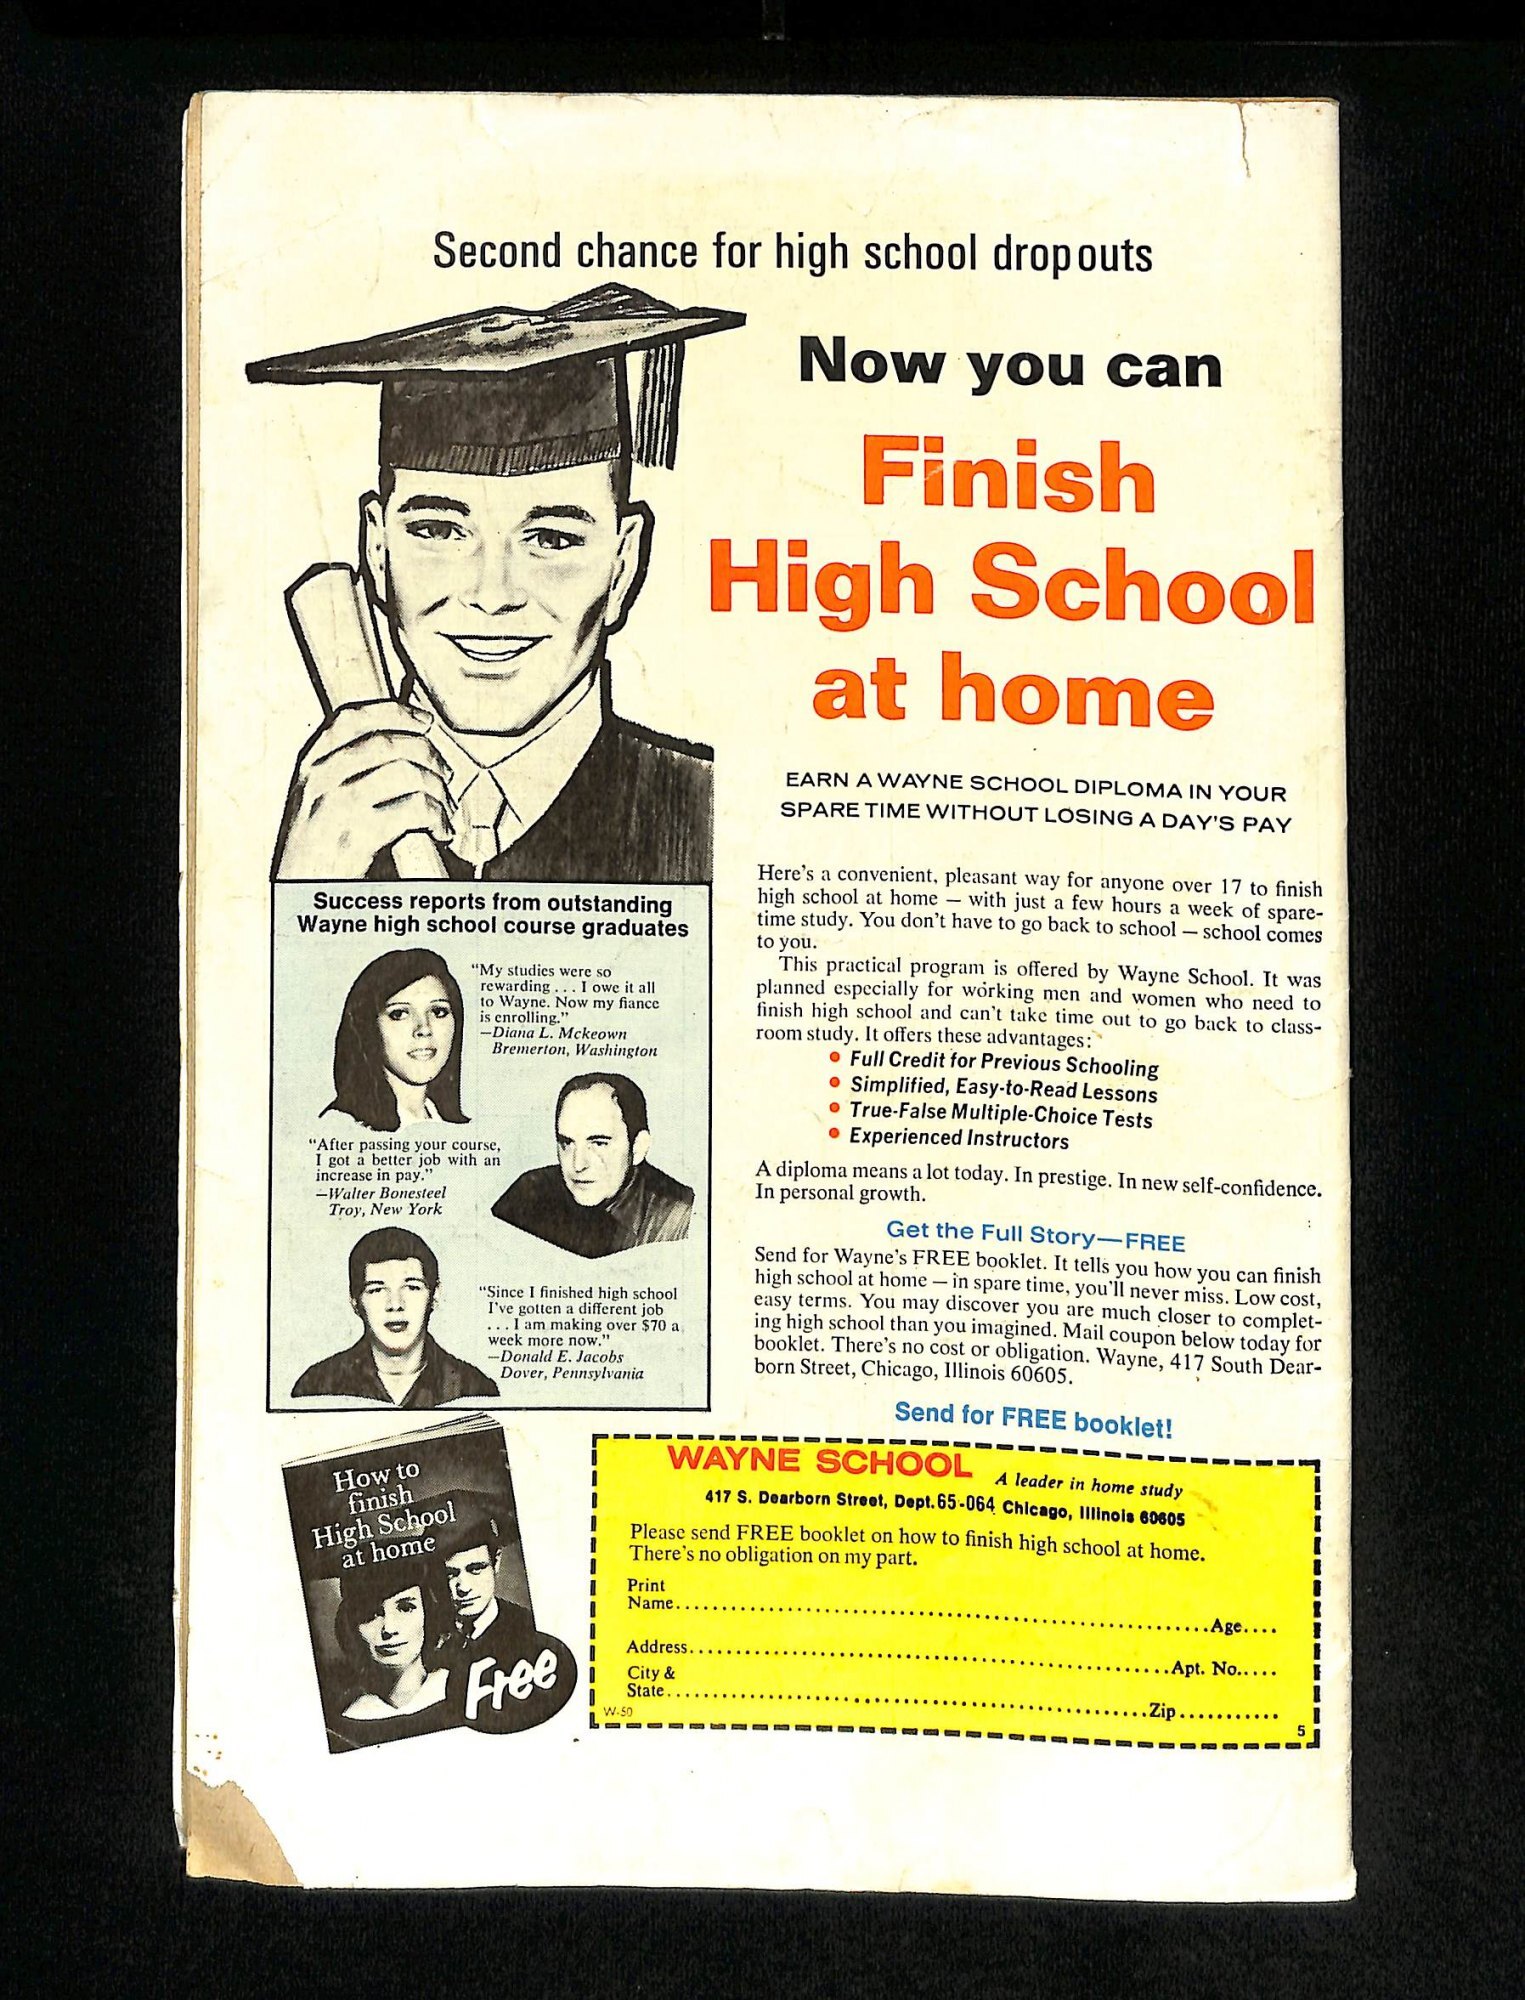 Second chance for high school dropouts
Now you can
Finish
High School
at home
EARN A WAYNE SCHOOL DIPLOMA IN YOUR
SPARE TIME WITHOUT LOSING A DAY'S PAY
Here's a convenient, pleasant way for anyone over 17 to finish
high school at home — with just a few hours a week of spare-
time study. You don't have to go back to school — school comes
to you.
This practical program is offered by Wayne School. It was
planned especially for working men and women who need to
finish high school and can't take time out to go back to class-
room study. It offers these advantages:
• Full Credit for Previous Schooling
• Simplified, Easy-to-Read Lessons
• True-False Multiple-Choice Tests
• Experienced Instructors
A diploma means a lot today. In prestige. In new self-confidence.
In personal growth.
Get the Full Story—FREE
Send for Wayne's FREE booklet. It tells you how you can finish
high school at home — in spare time, you'll never miss. Low cost,
easy terms. You may discover you are much closer to complet-
ing high school than you imagined. Mail coupon below today for
booklet. There's no cost or obligation. Wayne, 417 South Dear-
born Street, Chicago, Illinois 60605.
Success reports from outstanding
Wayne high school course graduates
"My studies were so
rewarding . . . I owe it all
to Wayne. Now my fiance
is enrolling."
—Diana L. Mckeown
Bremerton, Washington
"After passing your course,
I got a better job with an
increase in pay."
—Walter Bonesteel
Troy, New York
"Since I finished high school
I've gotten a different job
. . . I am making over $70 a
week more now."
—Donald E. Jacobs
Dover, Pennsylvania
How to
finish
High School
at home
Free
Send for FREE booklet!
WAYNE SCHOOL A leader in home study
417 S. Dearborn Street, Dept. 65-064 Chicago, Illinois 60605
Please send FREE booklet on how to finish high school at home.
There's no obligation on my part.
Print
Name..........Age....
Address..........Apt. No.....
City &
State..........Zip...........
W-50
5